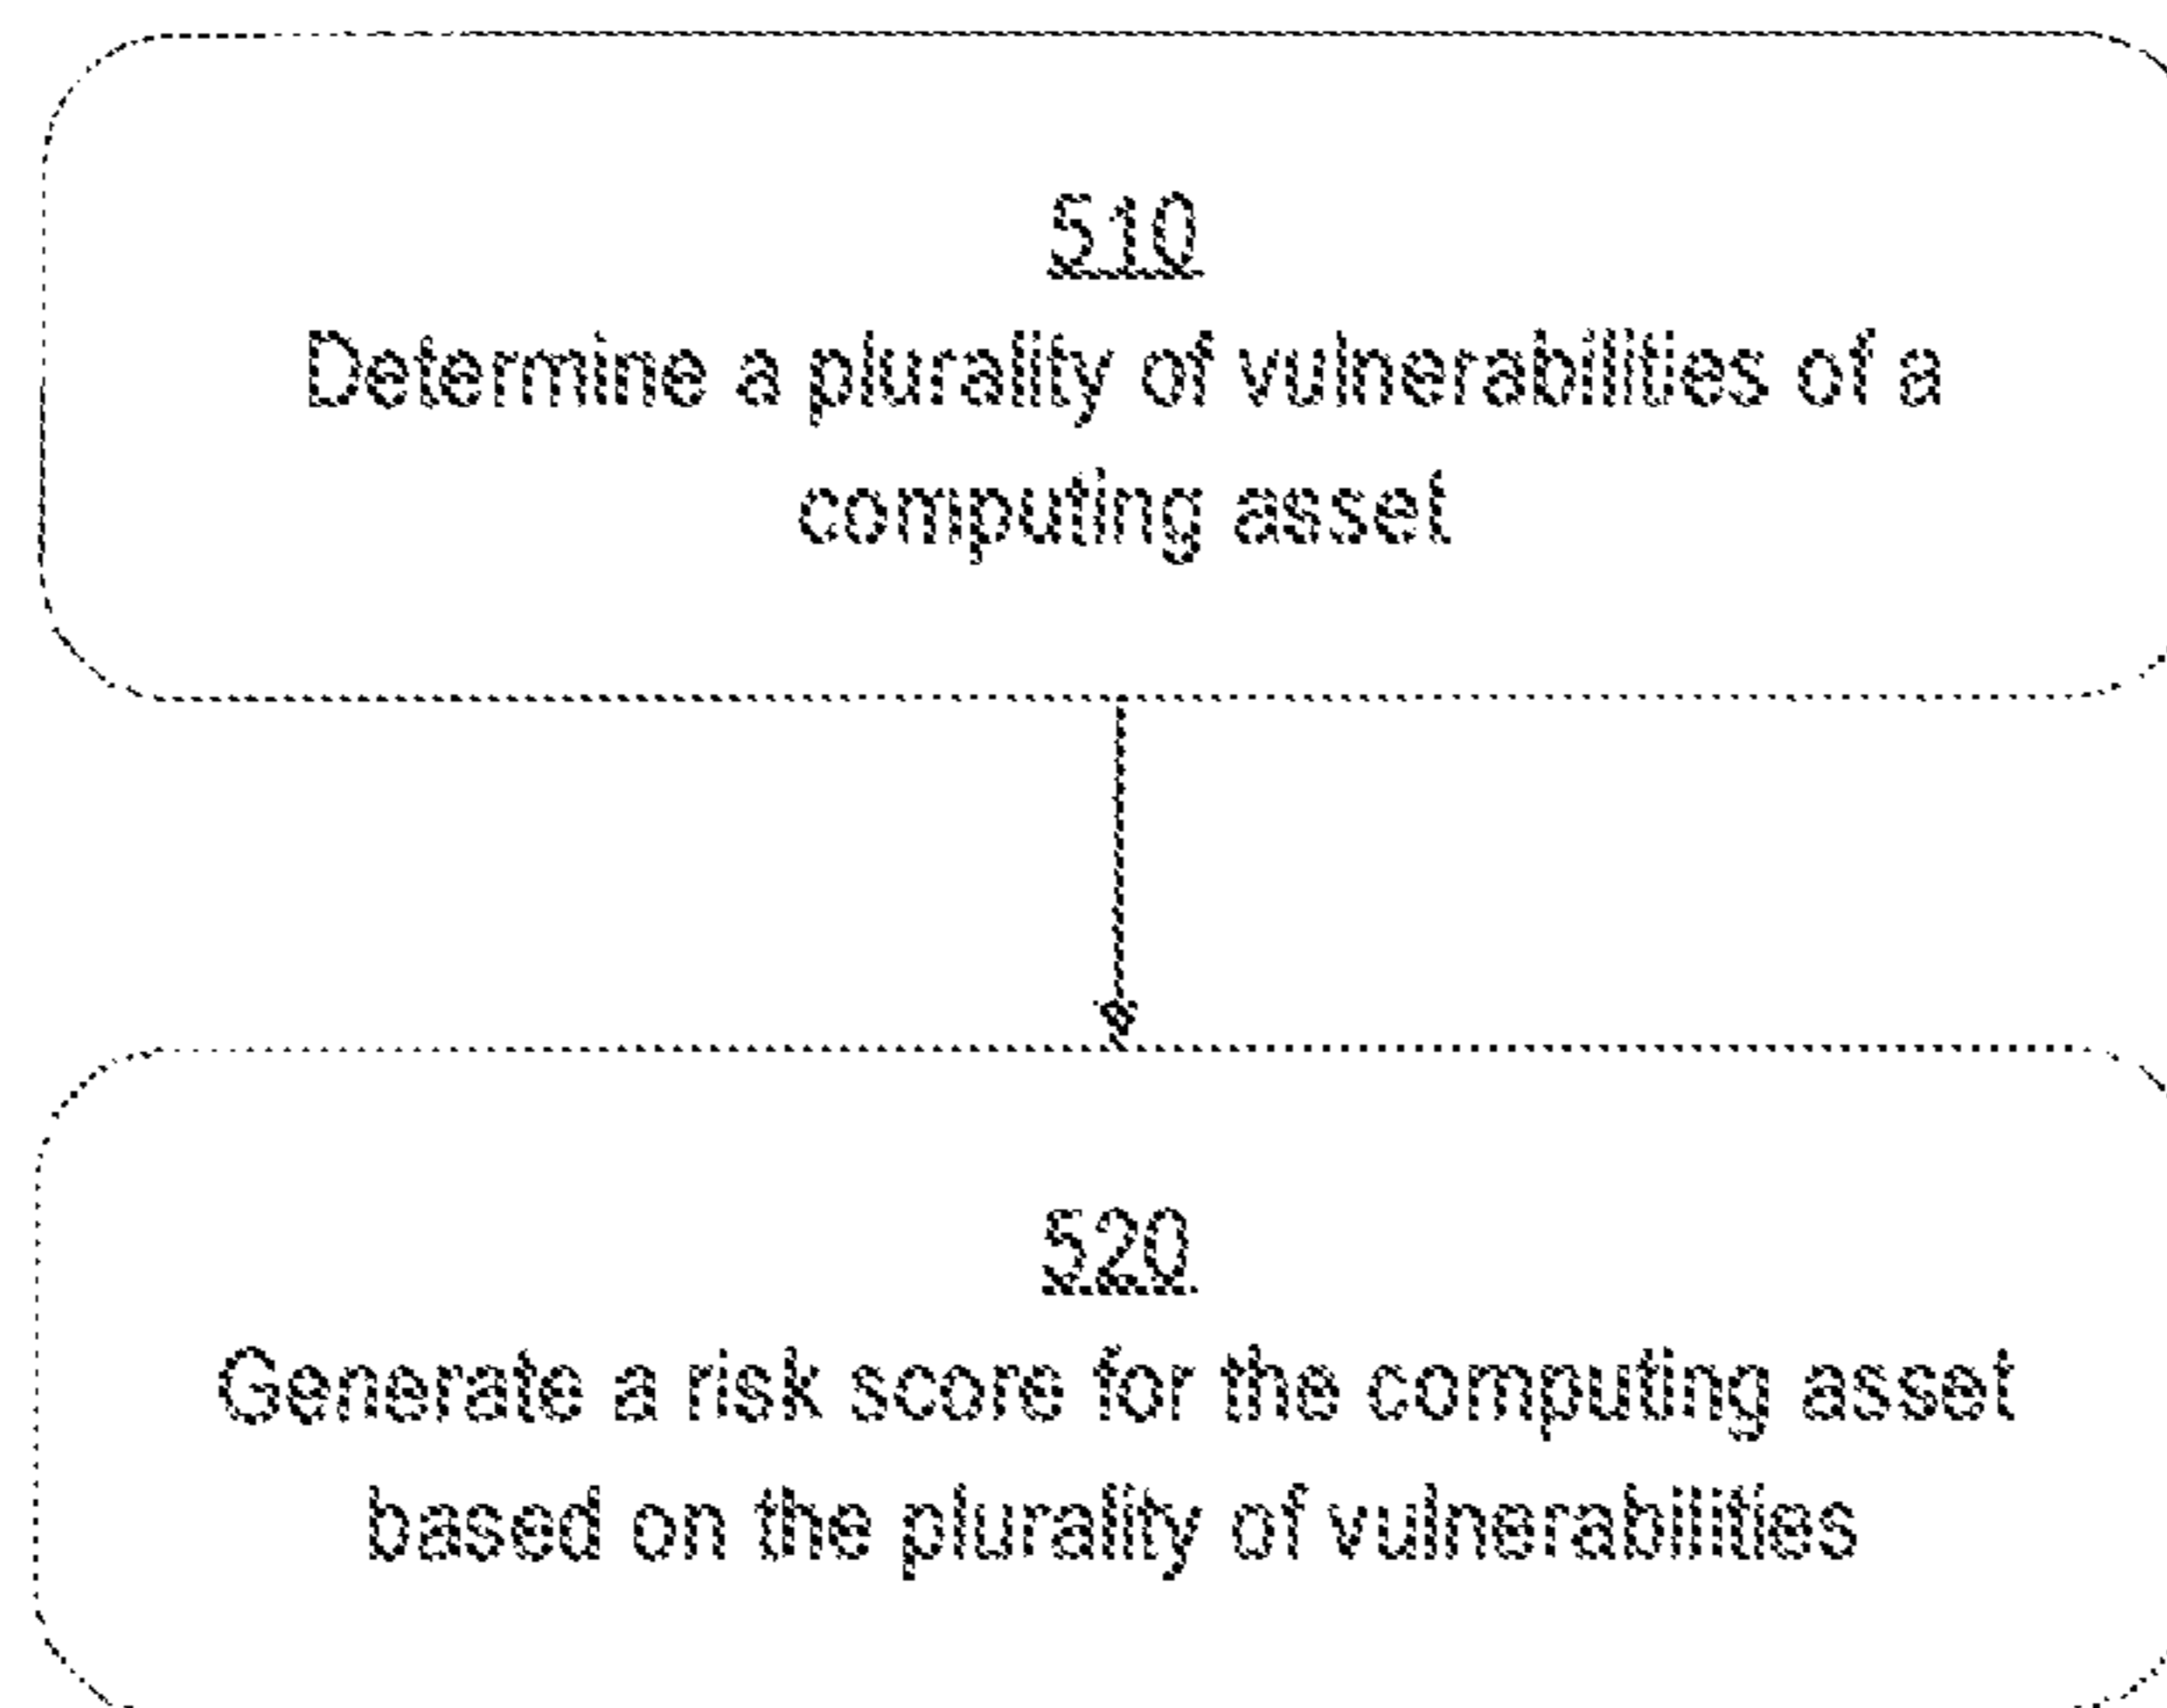 510
Determine a plurality of vulnerabilities of a
computing asset
520
Generate a risk score for the computing asset
based on the plurality of vulnerabilities